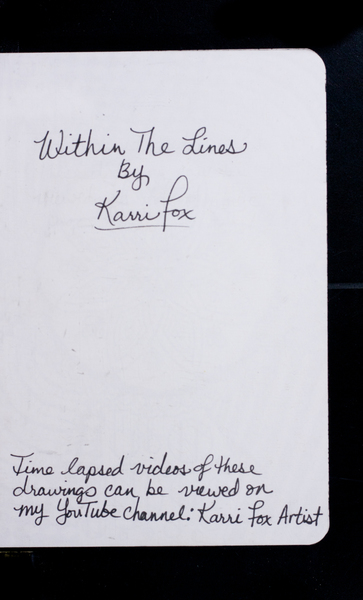 Within The Lines
By
Karri Fox
Time lapsed videos of these
drawings can be viewed on
my YouTube channel: Karri Fox Artist